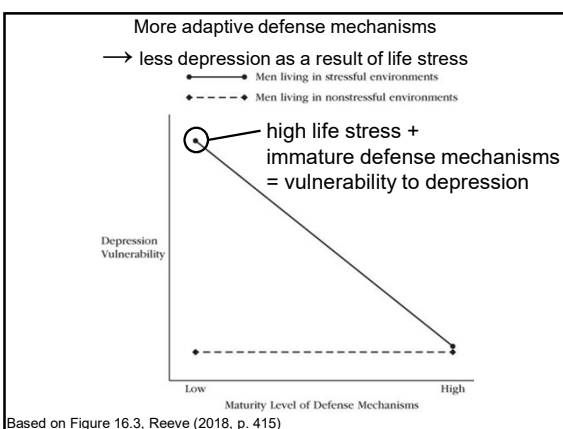 More adaptive defense mechanisms
→ less depression as a result of life stress
Men living in stressful environments
Men living in nonstressful environments
high life stress +
immature defense mechanisms
= vulnerability to depression
Depression
Vulnerability
Low
High
Maturity Level of Defense Mechanisms
Based on Figure 16.3, Reeve (2018, p. 415)